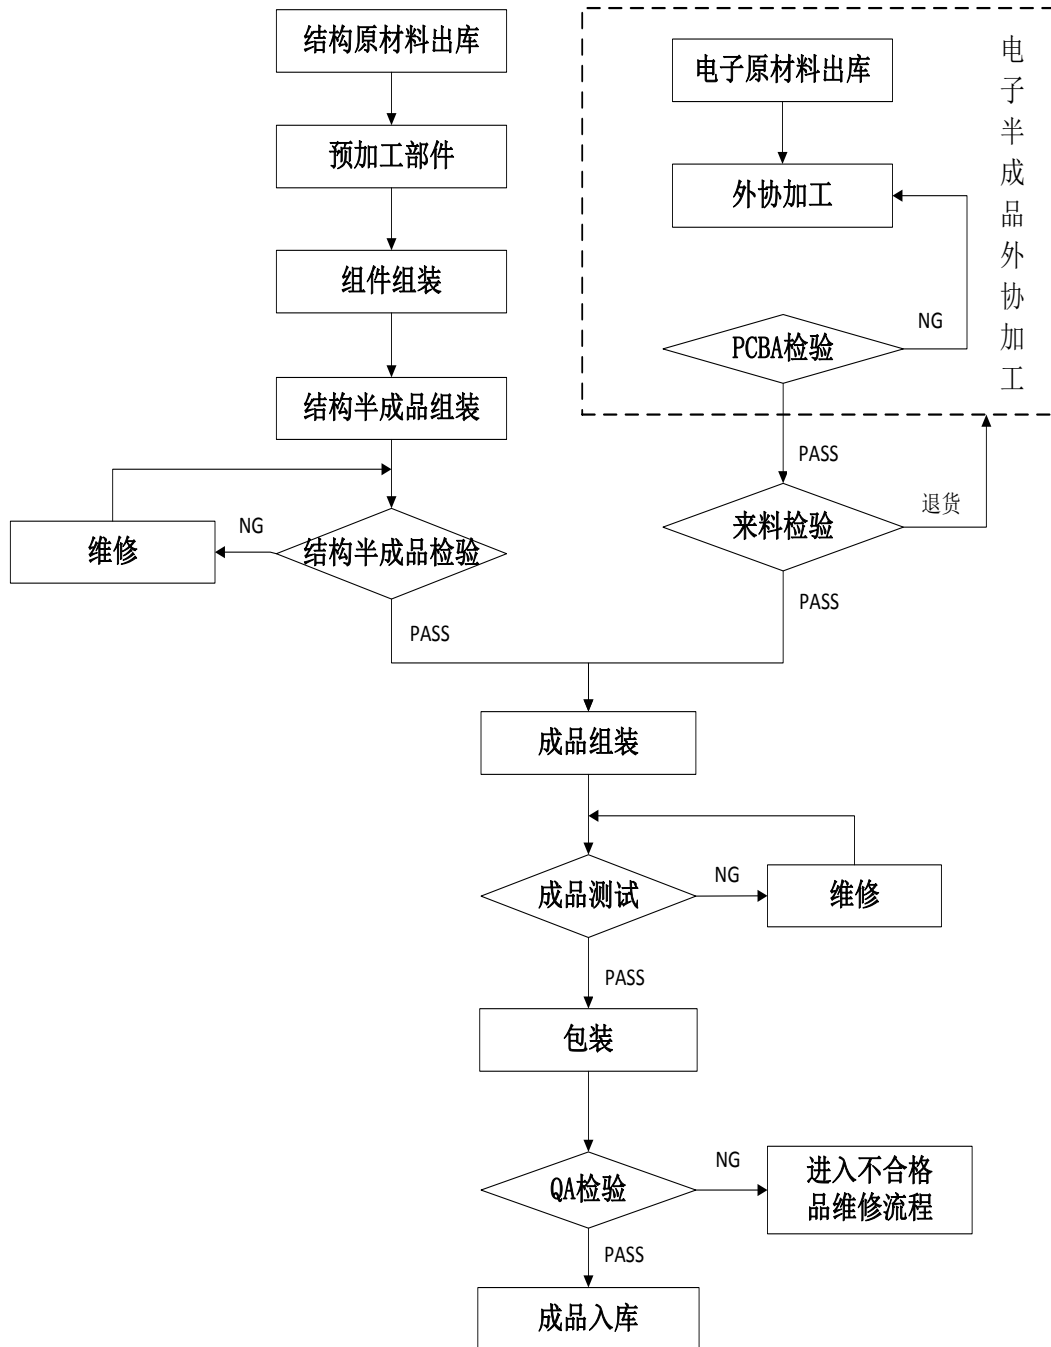 结构原材料出库
预加工部件
组件组装
结构半成品组装
NG
维修
结构半成品检验
PASS
电子半成品外协加工
电子原材料出库
外协加工
NG
PCBA检验
PASS
退货
来料检验
PASS
成品组装
成品测试
NG
维修
PASS
包装
QA检验
NG
进入不合格
品维修流程
PASS
成品入库